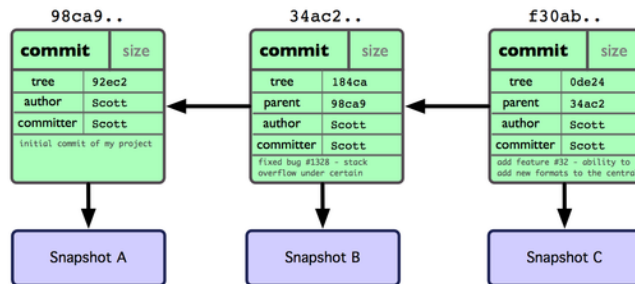 98ca9..
34ac2..
f30ab..
commit size
tree 92ec2
author Scott
committer Scott
initial commit of my project
commit size
tree 184ca
parent 98ca9
author Scott
committer Scott
fixed bug #1328 - stack
overflow under certain
commit size
tree 0de24
parent 34ac2
author Scott
committer Scott
add feature #32 - ability to
add new formats to the centra
Snapshot A
Snapshot B
Snapshot C